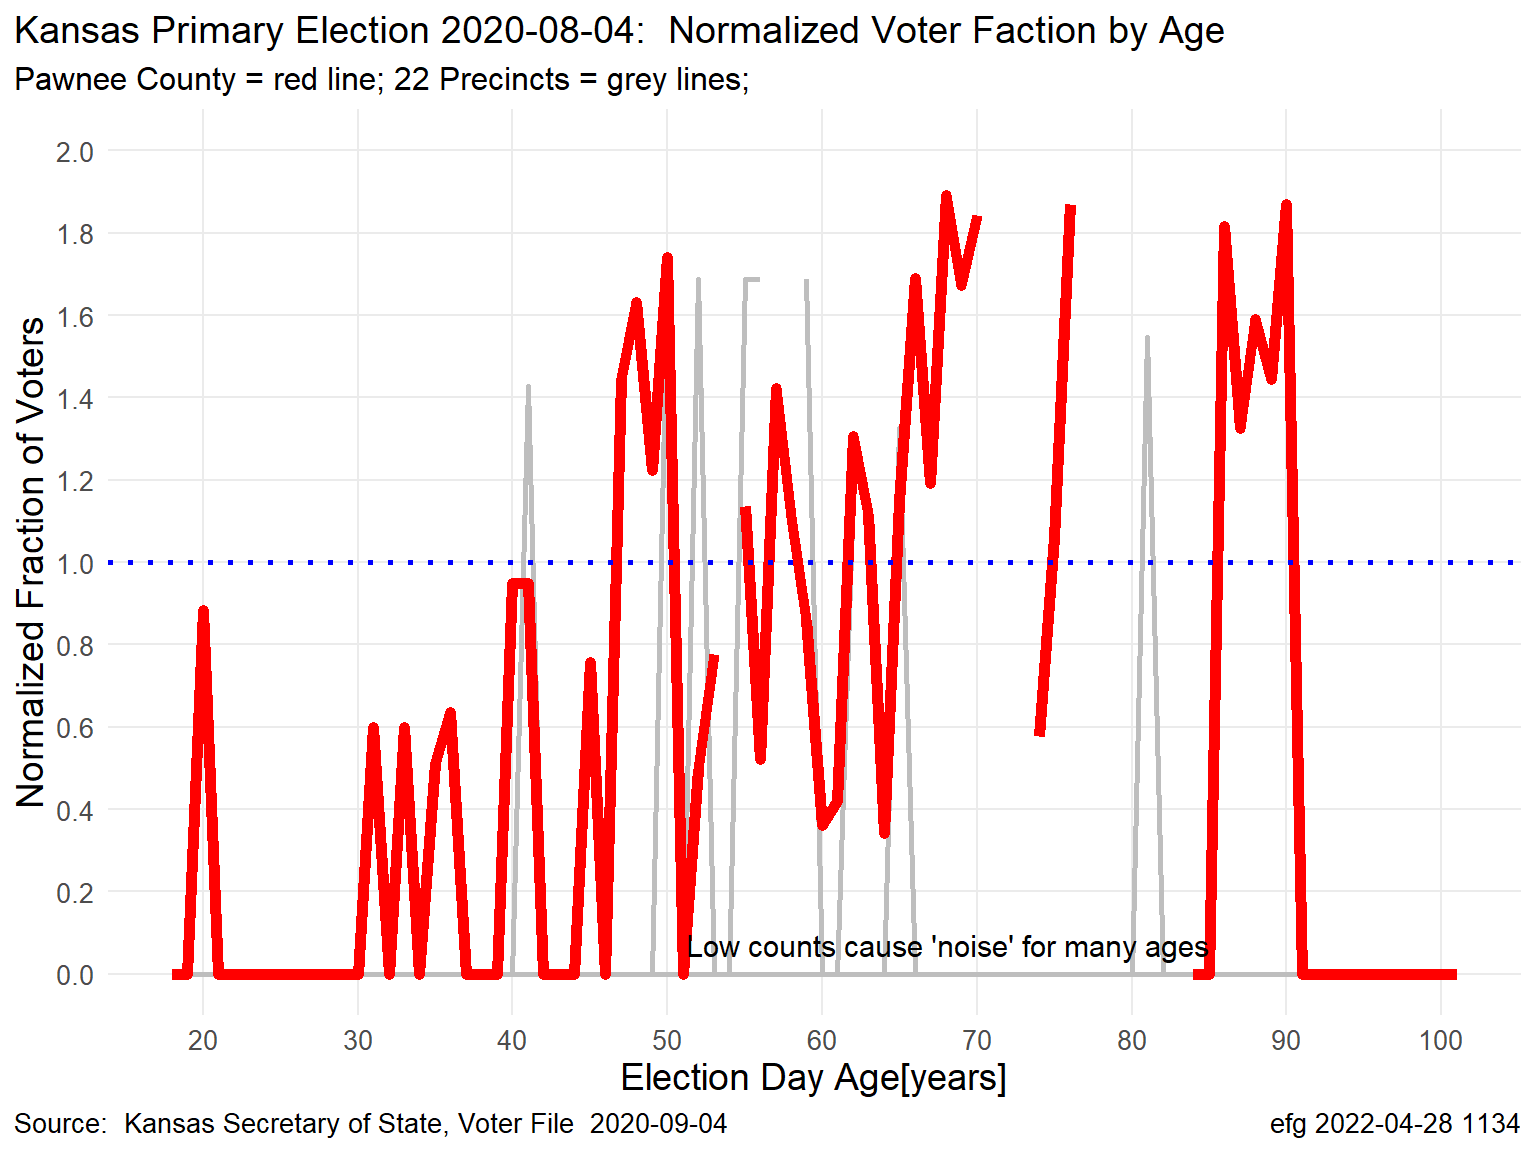 Kansas Primary Election 2020-08-04:  Normalized Voter Faction by Age
Pawnee County = red line; 22 Precincts = grey lines;
Normalized Fraction of Voters
2.0
1.8
1.6
1.4
1.2
1.0
0.8
0.6
0.4
0.2
0.0
Low counts cause 'noise' for many ages
20 30 40 50 60 70 80 90 100
Election Day Age[years]
Source:  Kansas Secretary of State, Voter File  2020-09-04
efg 2022-04-28 1134